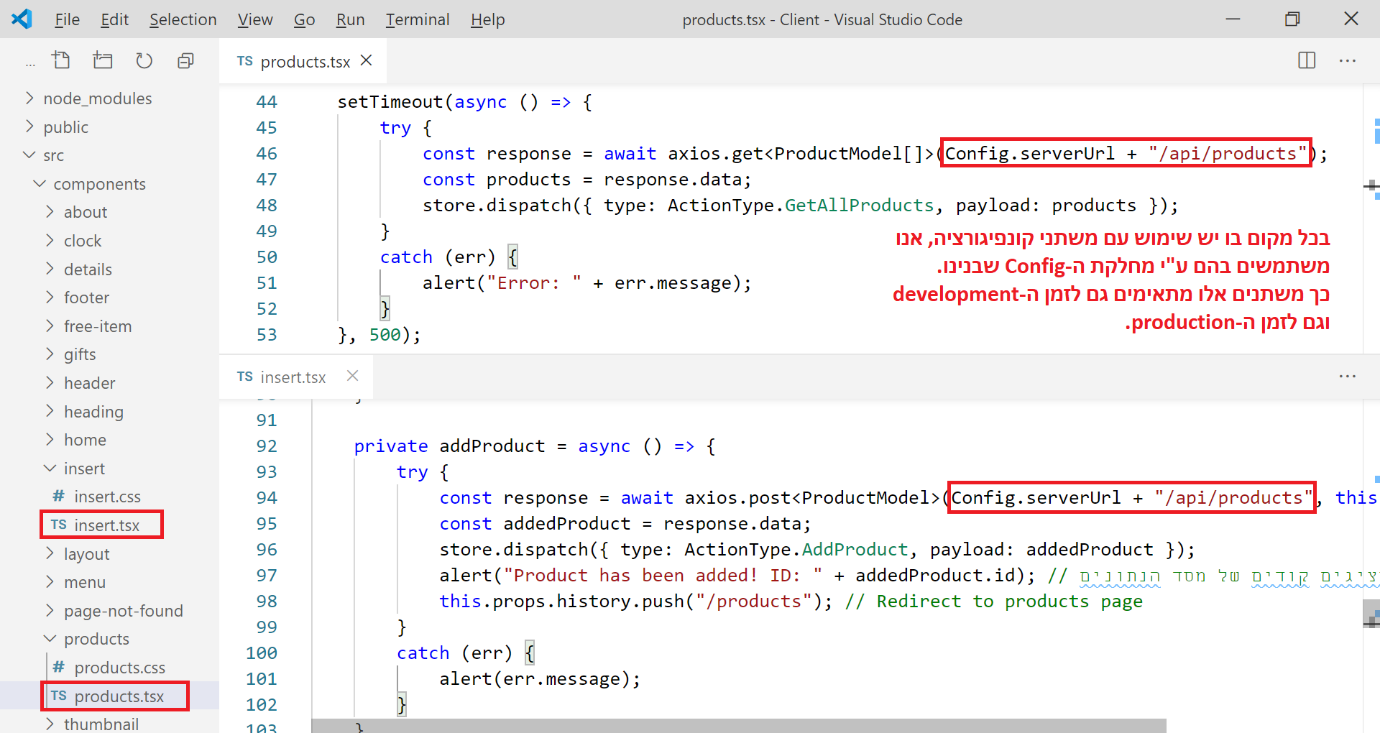 File Edit Selection View Go Run Terminal Help products.tsx - Client - Visual Studio Code
... TS products.tsx
node_modules
public
src
components
about
clock
details
footer
free-item
gifts
header
heading
home
insert
# insert.css
TS insert.tsx
layout
menu
page-not-found
products
# products.css
TS products.tsx
thumbnail
44 setTimeout(async () => {
45 try {
46 const response = await axios.get<ProductModel[]>(Config.serverUrl + "/api/products");
47 const products = response.data;
48 store.dispatch({ type: ActionType.GetAllProducts, payload: products });
49 }
50 catch (err) {
51 alert("Error: " + err.message);
52 }
53 }, 500);
בכל מקום בו יש שימוש עם משתני קונפיגורציה, אנו
משתמשים בהם ע"י מחלקת ה-Config שבנינו.
כך משתנים אלו מתאימים גם לזמן ה-development
וגם לזמן ה-production.
TS insert.tsx
91
92 private addProduct = async () => {
93 try {
94 const response = await axios.post<ProductModel>(Config.serverUrl + "/api/products", this
95 const addedProduct = response.data;
96 store.dispatch({ type: ActionType.AddProduct, payload: addedProduct });
97 alert("Product has been added! ID: " + addedProduct.id); // קודים של מסד הנתונים
98 this.props.history.push("/products"); // Redirect to products page
99 }
100 catch (err) {
101 alert(err.message);
102 }
103 }